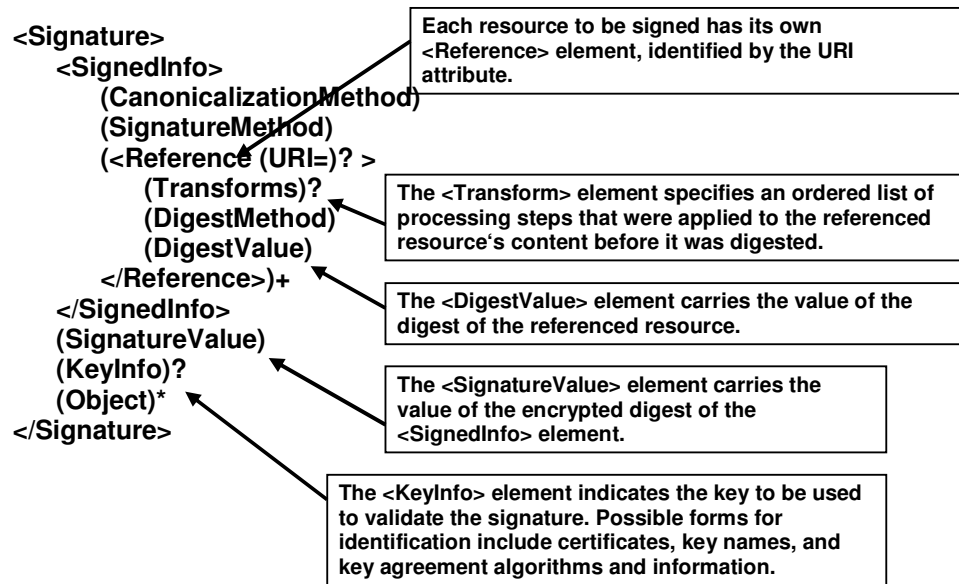 <Signature>
<SignedInfo>
(CanonicalizationMethod)
(SignatureMethod)
(<Reference (URI=)? >
(Transforms)?
(DigestMethod)
(DigestValue)
</Reference>)+
</SignedInfo>
(SignatureValue)
(KeyInfo)?
(Object)*
</Signature>
Each resource to be signed has its own
<Reference> element, identified by the URI
attribute.
The <Transform> element specifies an ordered list of
processing steps that were applied to the referenced
resource‘s content before it was digested.
The <DigestValue> element carries the value of the
digest of the referenced resource.
The <SignatureValue> element carries the
value of the encrypted digest of the
<SignedInfo> element.
The <KeyInfo> element indicates the key to be used
to validate the signature. Possible forms for
identification include certificates, key names, and
key agreement algorithms and information.